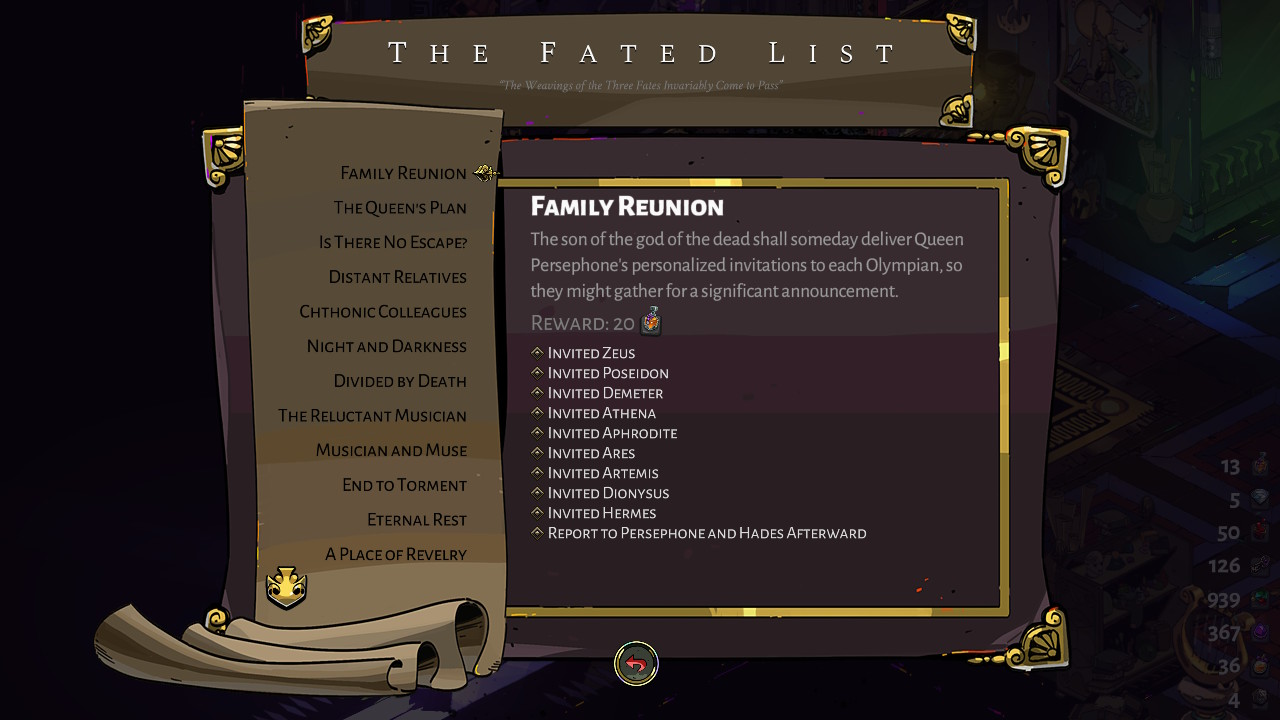 THE FATED LIST
"The Weavings of the Three Fates Invariably Come to Pass"
FAMILY REUNION
THE QUEEN'S PLAN
IS THERE NO ESCAPE?
DISTANT RELATIVES
CHTHONIC COLLEAGUES
NIGHT AND DARKNESS
DIVIDED BY DEATH
THE RELUCTANT MUSICIAN
MUSICIAN AND MUSE
END TO TORMENT
ETERNAL REST
A PLACE OF REVELRY
FAMILY REUNION
The son of the god of the dead shall someday deliver Queen
Persephone's personalized invitations to each Olympian, so
they might gather for a significant announcement.
REWARD: 20
INVITED ZEUS
INVITED POSEIDON
INVITED DEMETER
INVITED ATHENA
INVITED APHRODITE
INVITED ARES
INVITED ARTEMIS
INVITED DIONYSUS
INVITED HERMES
REPORT TO PERSEPHONE AND HADES AFTERWARD
13
5
50
126
939
367
36
4